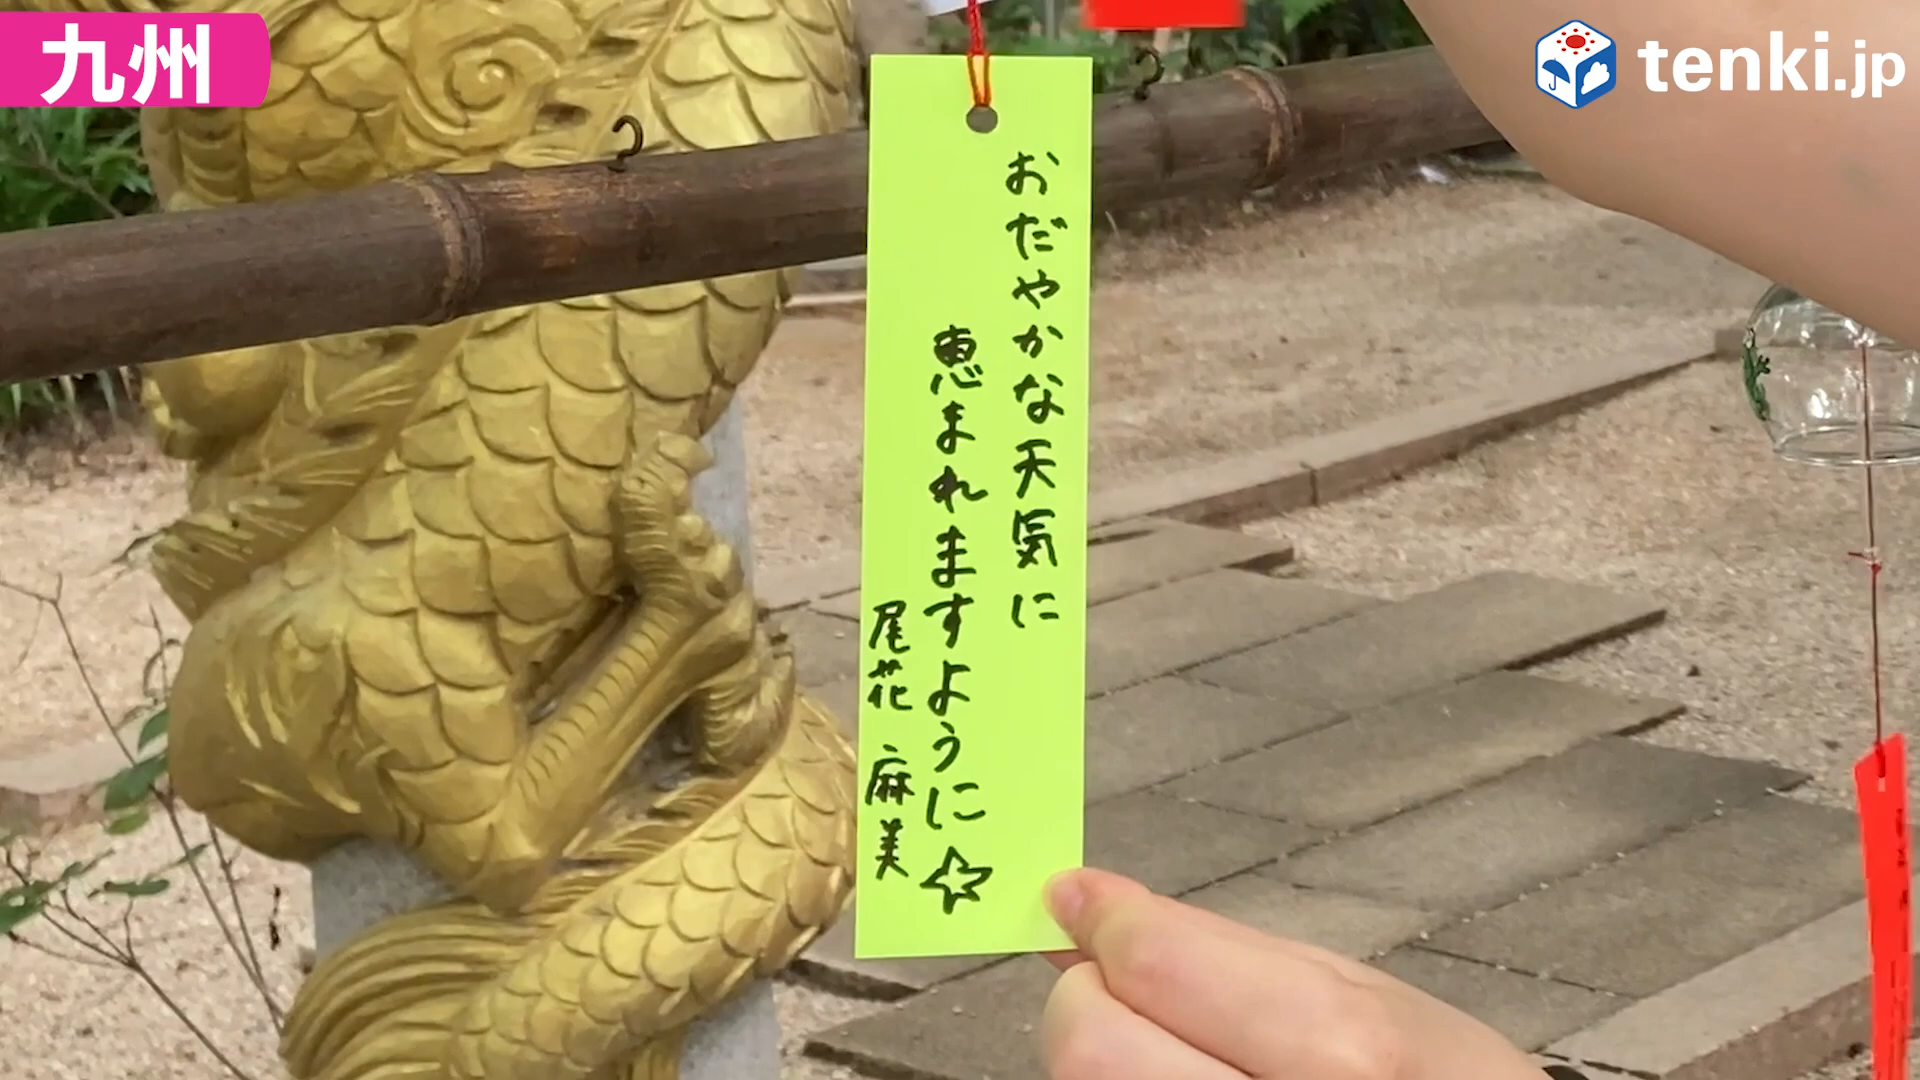 九州
tenki.jp
おだやかな天気に
恵まれますように☆
尾花 麻美